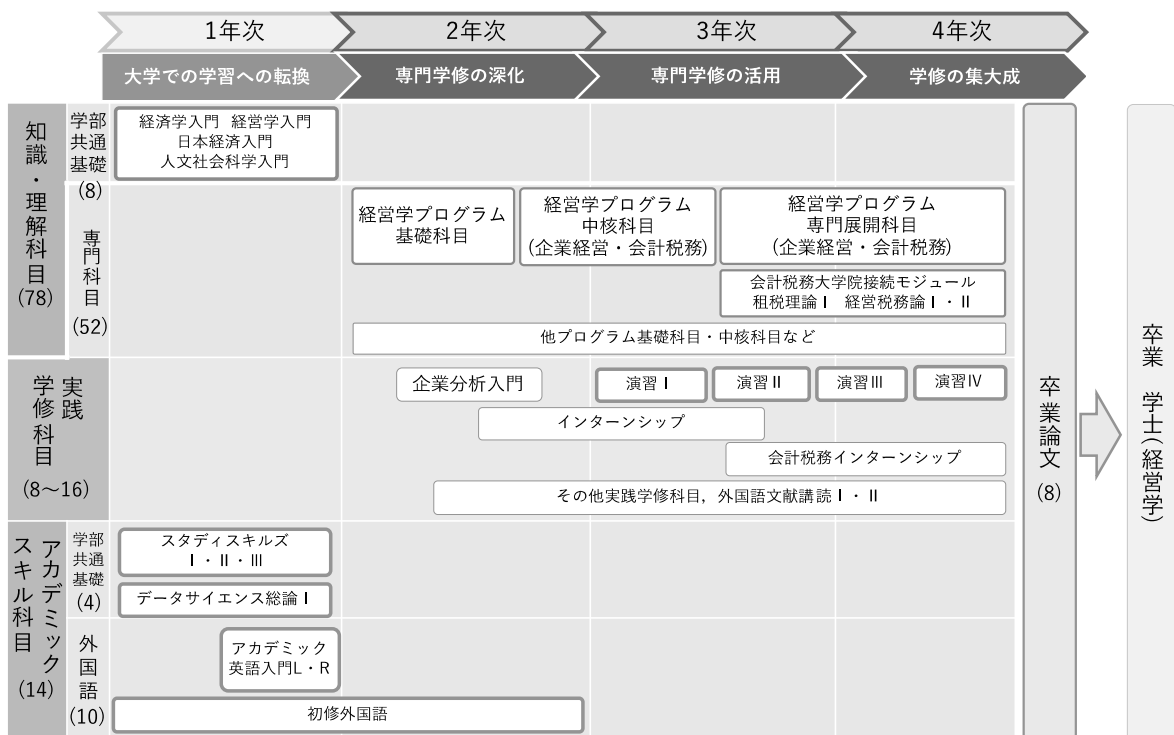 1年次
2年次
3年次
4年次
大学での学習への転換
専門学修の深化
専門学修の活用
学修の集大成
知識・理解科目
(78)
学部
共通
基礎
(8)
経済学入門 経営学入門
日本経済入門
人文社会科学入門
専門科目
(52)
経営学プログラム
基礎科目
経営学プログラム
中核科目
(企業経営・会計税務)
経営学プログラム
専門展開科目
(企業経営・会計税務)
会計税務大学院接続モジュール
租税理論Ⅰ 経営税務論Ⅰ・Ⅱ
他プログラム基礎科目・中核科目など
実践
学修科目
(8～16)
企業分析入門
演習Ⅰ
演習Ⅱ
演習Ⅲ
演習Ⅳ
インターンシップ
会計税務インターンシップ
その他実践学修科目，外国語文献講読Ⅰ・Ⅱ
アカデミック
スキル科目
(14)
学部
共通
基礎
(4)
スタディスキルズ
Ⅰ・Ⅱ・Ⅲ
データサイエンス総論Ⅰ
外国語
(10)
アカデミック
英語入門L・R
初修外国語
卒業論文
(8)
卒業 学士(経営学)